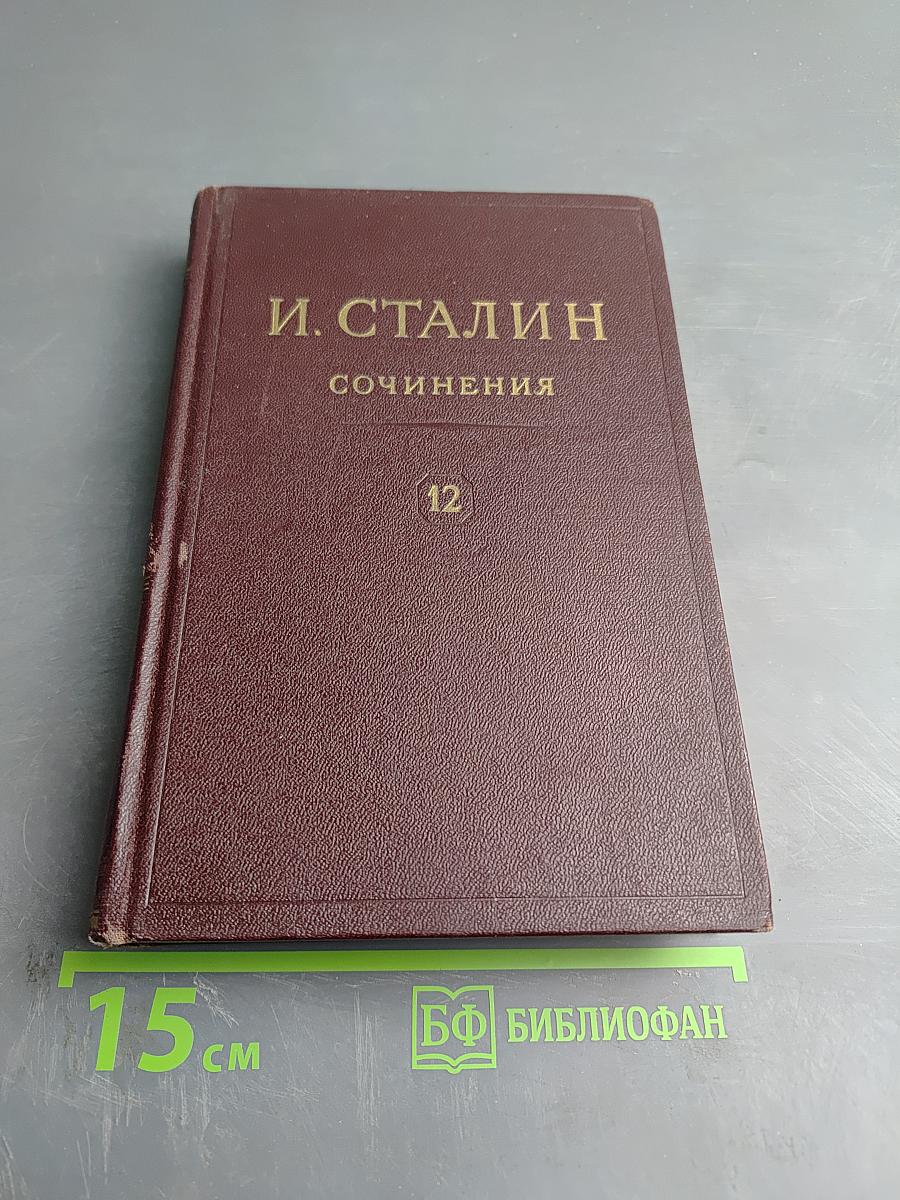 И. СТАЛИН
СОЧИНЕНИЯ
12
15 см
БФ БИБЛИОФАН